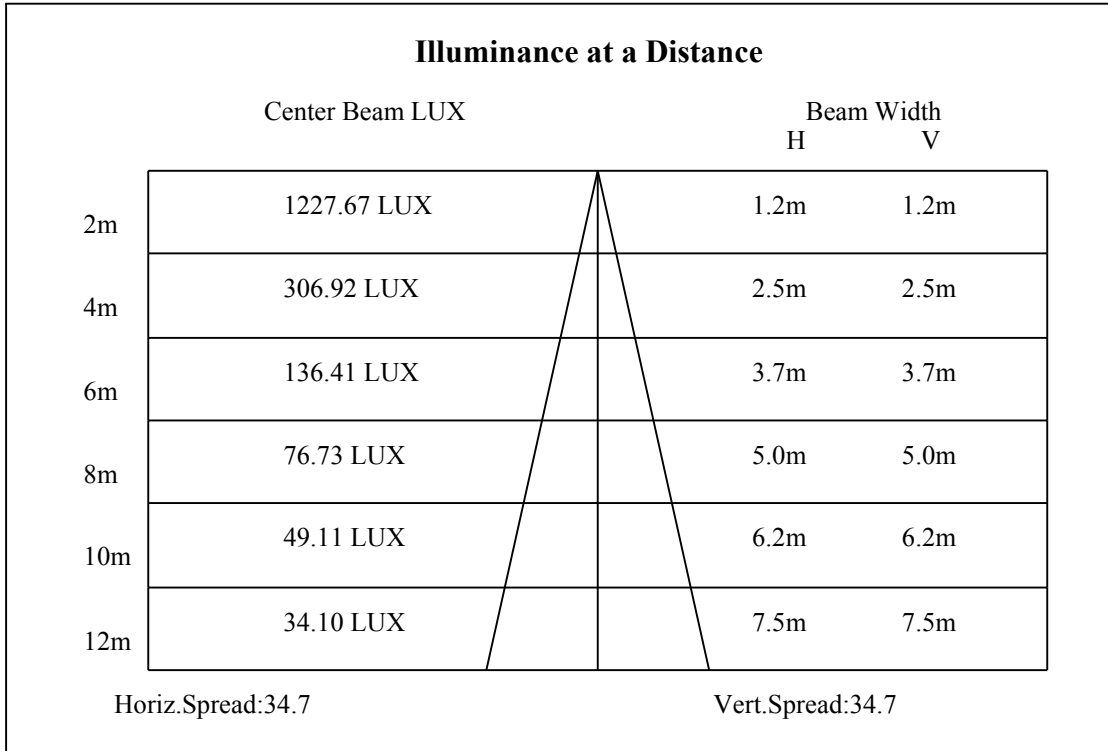 Illuminance at a Distance
Center Beam LUX Beam Width
H V
2m 1227.67 LUX 1.2m 1.2m
4m 306.92 LUX 2.5m 2.5m
6m 136.41 LUX 3.7m 3.7m
8m 76.73 LUX 5.0m 5.0m
10m 49.11 LUX 6.2m 6.2m
12m 34.10 LUX 7.5m 7.5m
Horiz.Spread:34.7 Vert.Spread:34.7